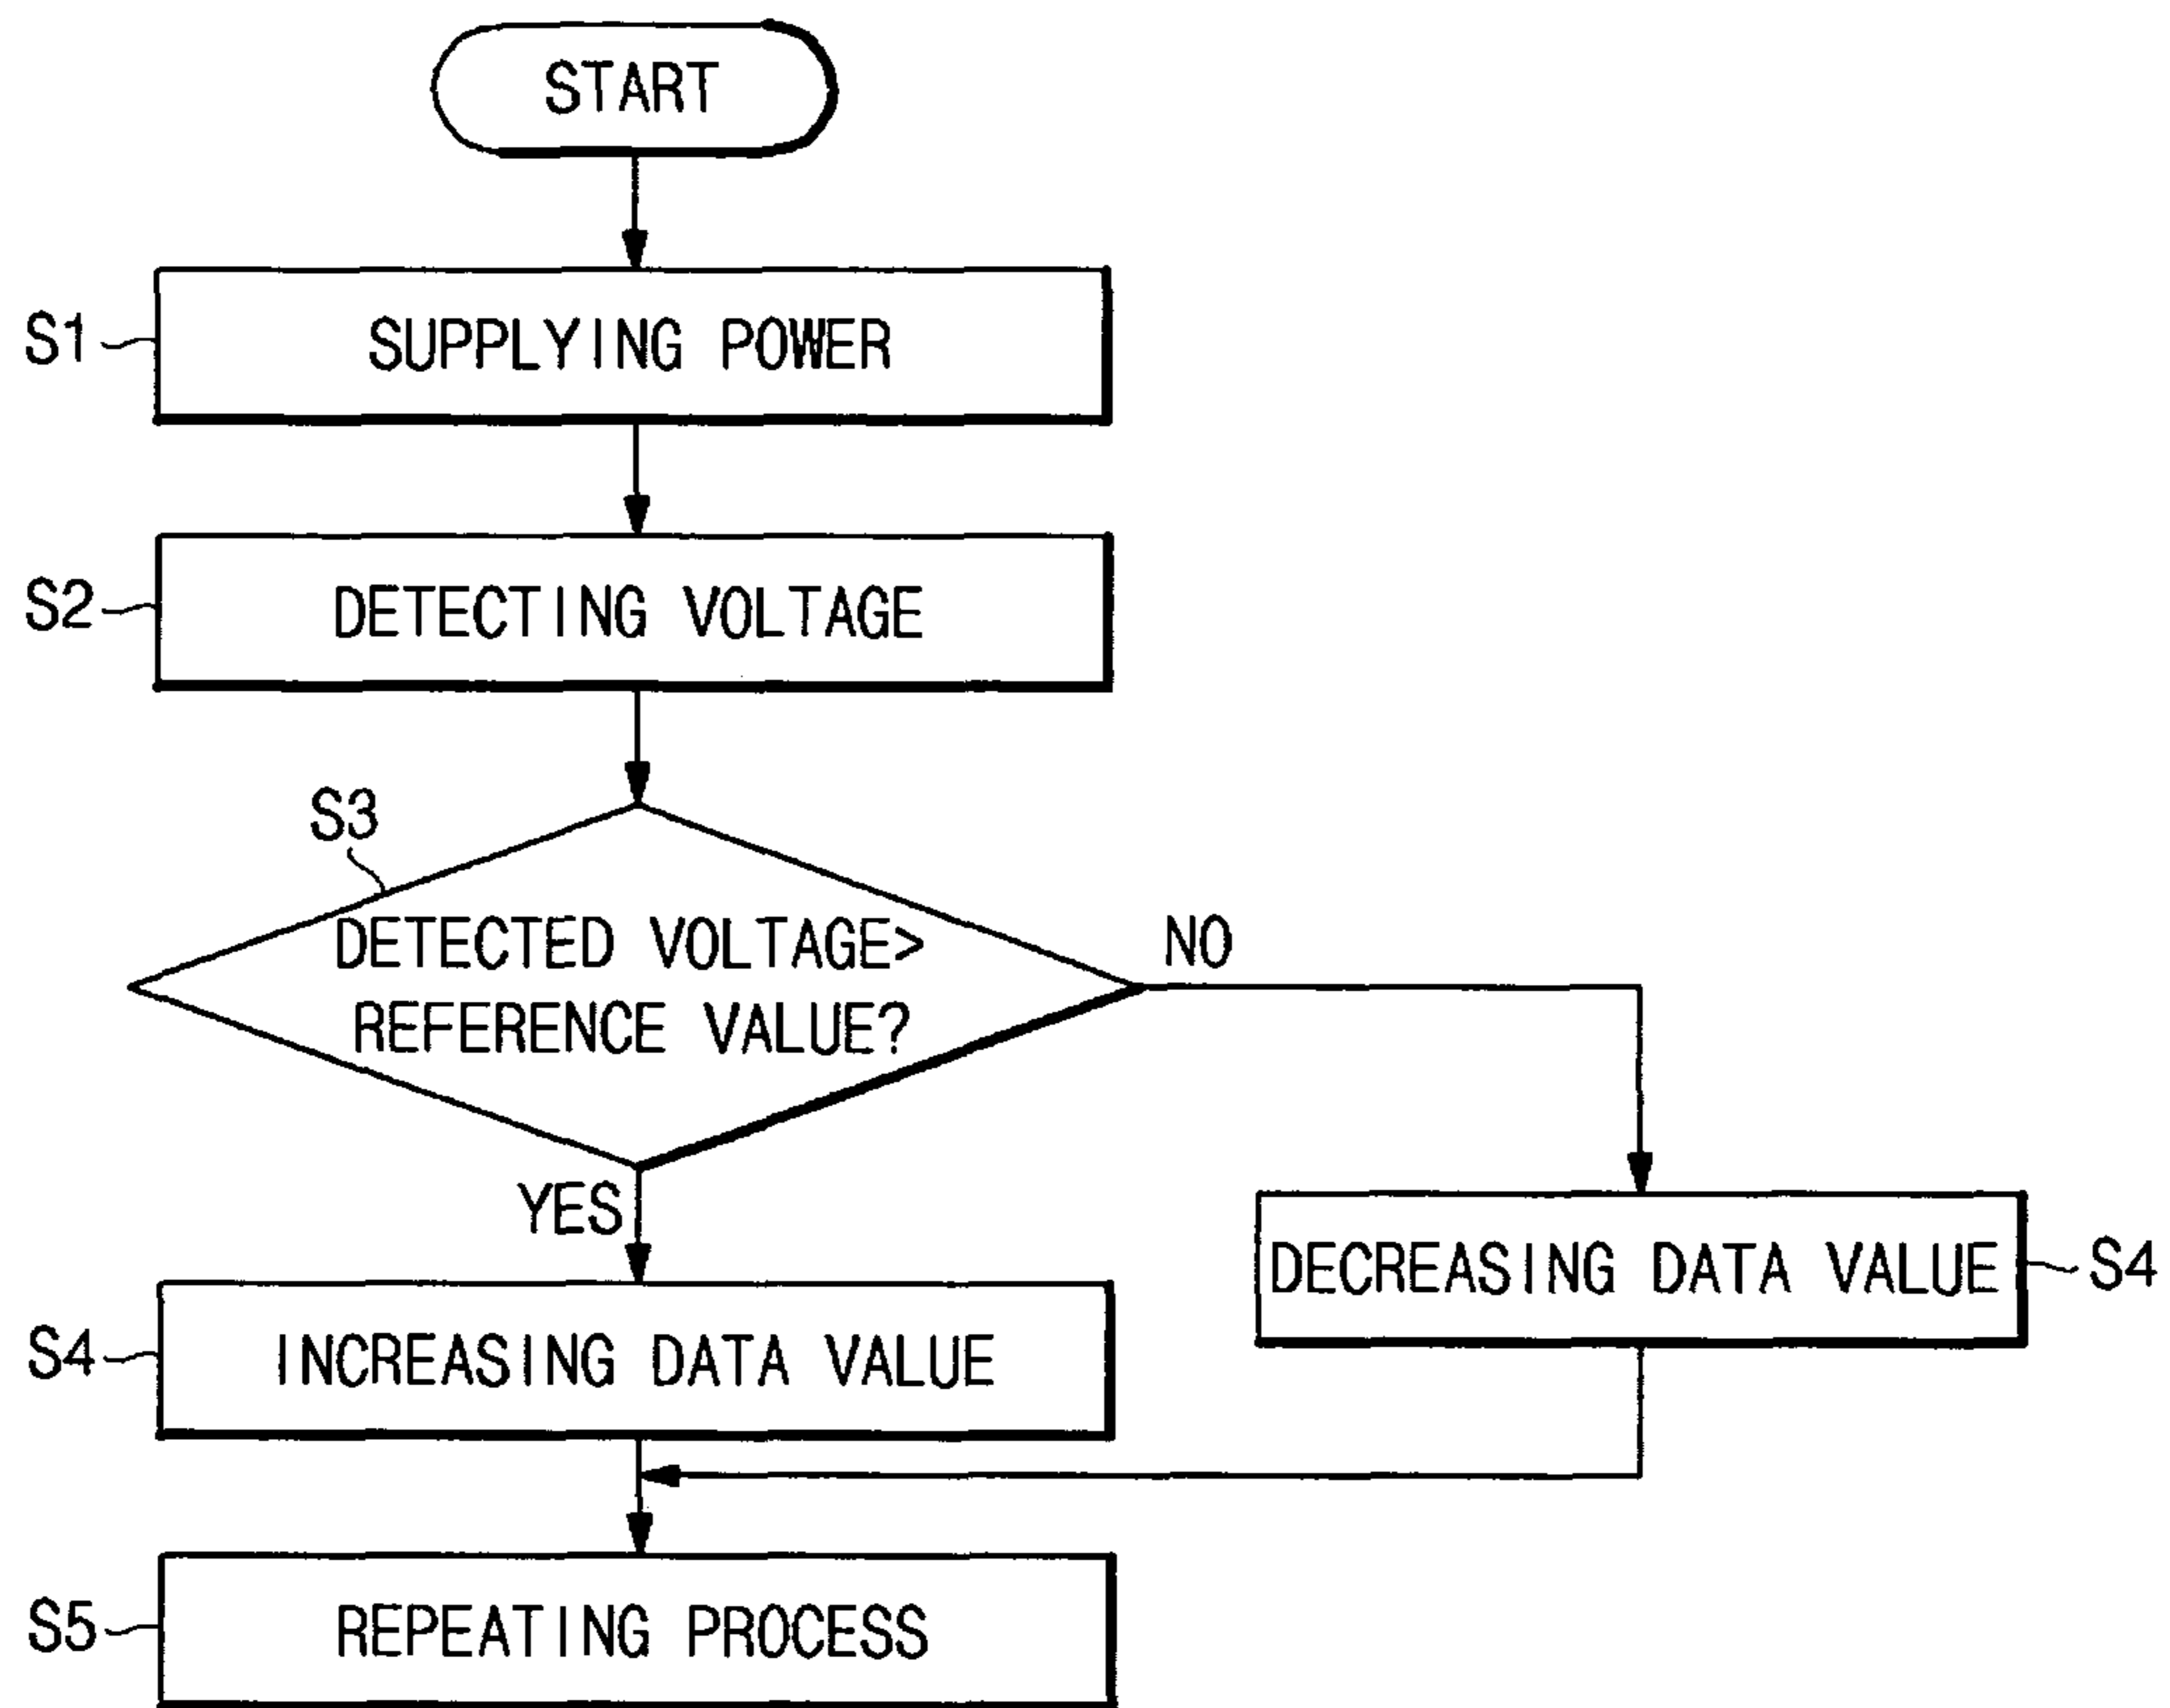 START
S1
SUPPLYING POWER
S2
DETECTING VOLTAGE
S3
DETECTED VOLTAGE>
REFERENCE VALUE?
NO
YES
DECREASING DATA VALUE
S4
S4
INCREASING DATA VALUE
S5
REPEATING PROCESS